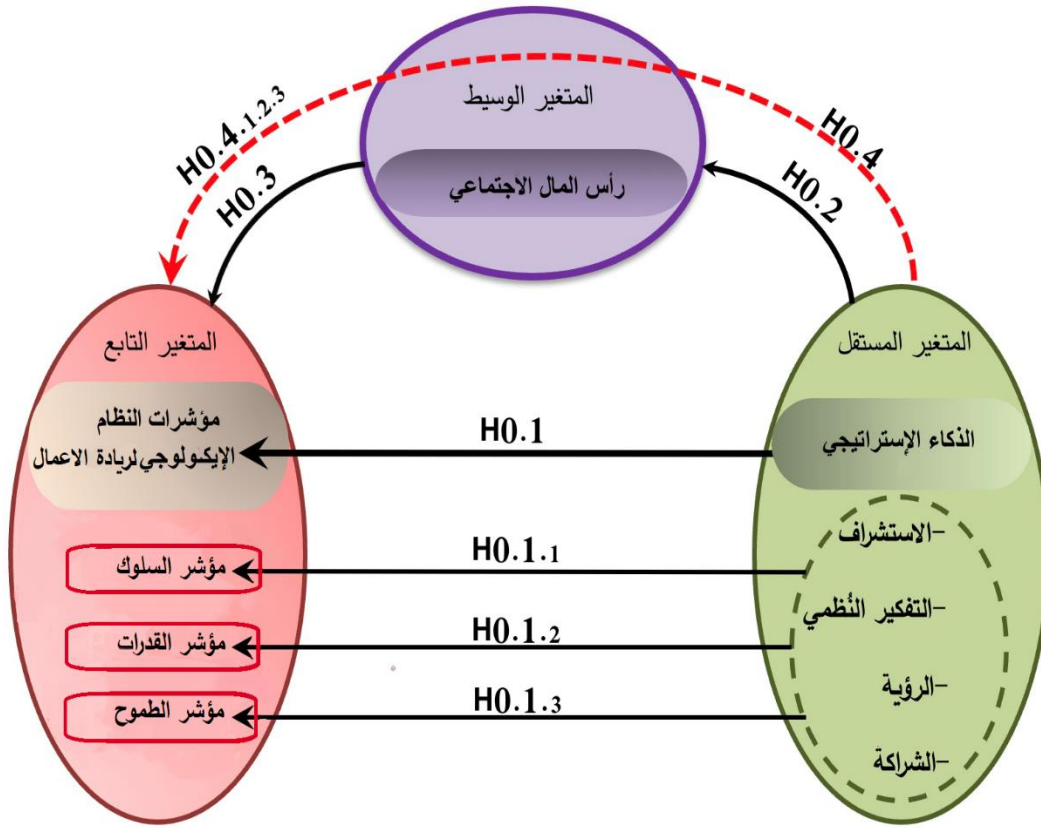 المتغير الوسيط
رأس المال الاجتماعي
H0.4
H0.2
H0.4.1.2.3
H0.3
المتغير المستقل
الذكاء الإستراتيجي
-الاستشراف
-التفكير النُظمي
-الرؤية
-الشراكة
H0.1
H0.1.1
H0.1.2
H0.1.3
المتغير التابع
مؤشرات النظام
الإيكولوجي لريادة الاعمال
مؤشر السلوك
مؤشر القدرات
مؤشر الطموح